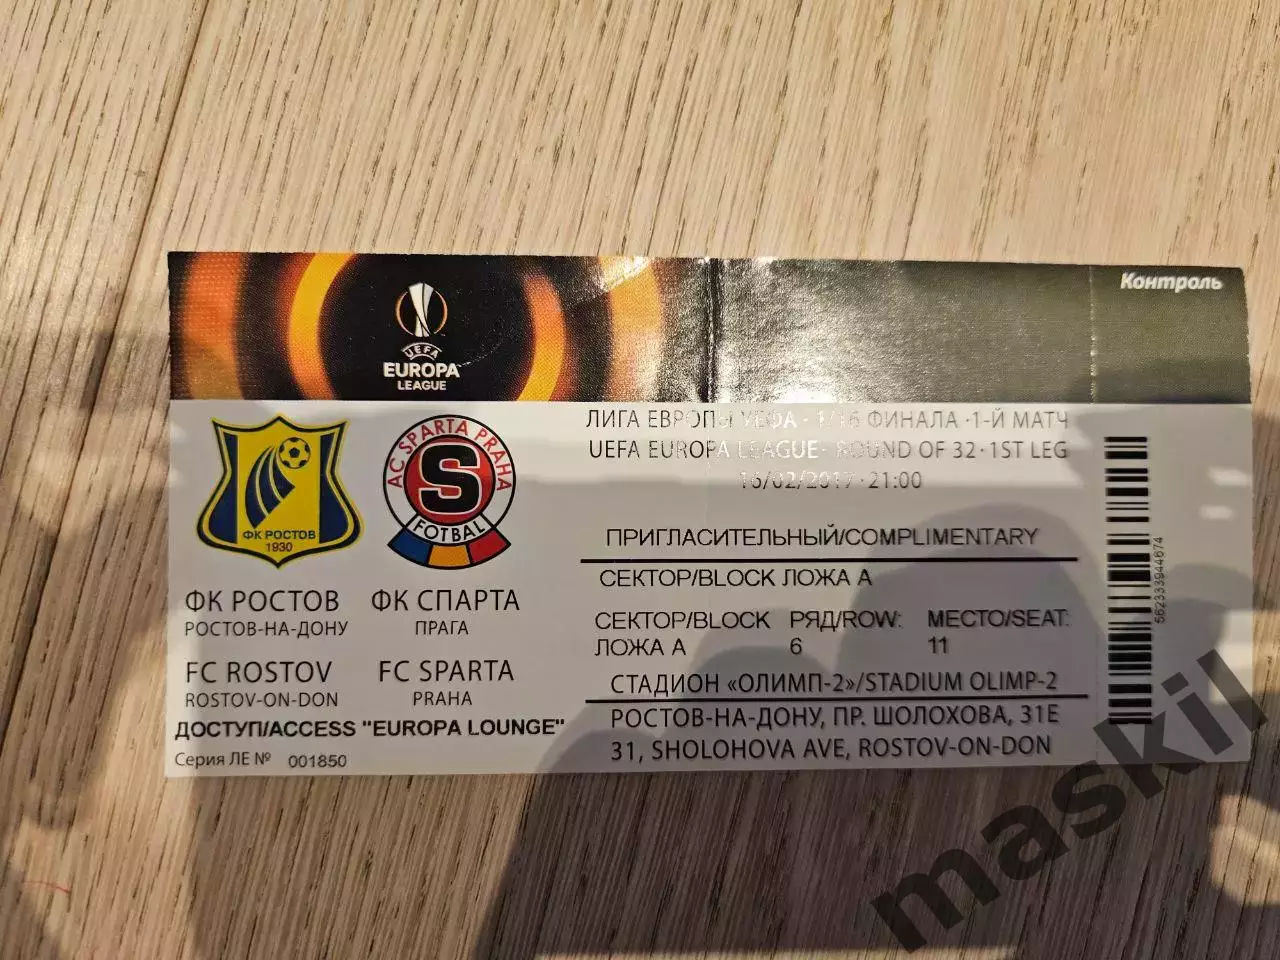 Контроль
UEFA
EUROPA
LEAGUE
ЛИГА ЕВРОПЫ УЕФА · 1/16 ФИНАЛА · 1-Й МАТЧ
UEFA EUROPA LEAGUE · ROUND OF 32 · 1ST LEG
16/02/2017 · 21:00
ФК РОСТОВ
1930
AC SPARTA PRAHA
S
FOTBAL
ПРИГЛАСИТЕЛЬНЫЙ/COMPLIMENTARY
СЕКТОР/BLOCK ЛОЖА А
СЕКТОР/BLOCK РЯД/ROW: МЕСТО/SEAT:
ЛОЖА А 6 11
СТАДИОН «ОЛИМП-2»/STADIUM OLIMP-2
РОСТОВ-НА-ДОНУ, ПР. ШОЛОХОВА, 31Е
31, SHOLOHOVA AVE, ROSTOV-ON-DON
ФК РОСТОВ ФК СПАРТА
РОСТОВ-НА-ДОНУ ПРАГА
FC ROSTOV FC SPARTA
ROSTOV-ON-DON PRAHA
ДОСТУП/ACCESS "EUROPA LOUNGE"
Серия ЛЕ № 001850
562333944674
maskil